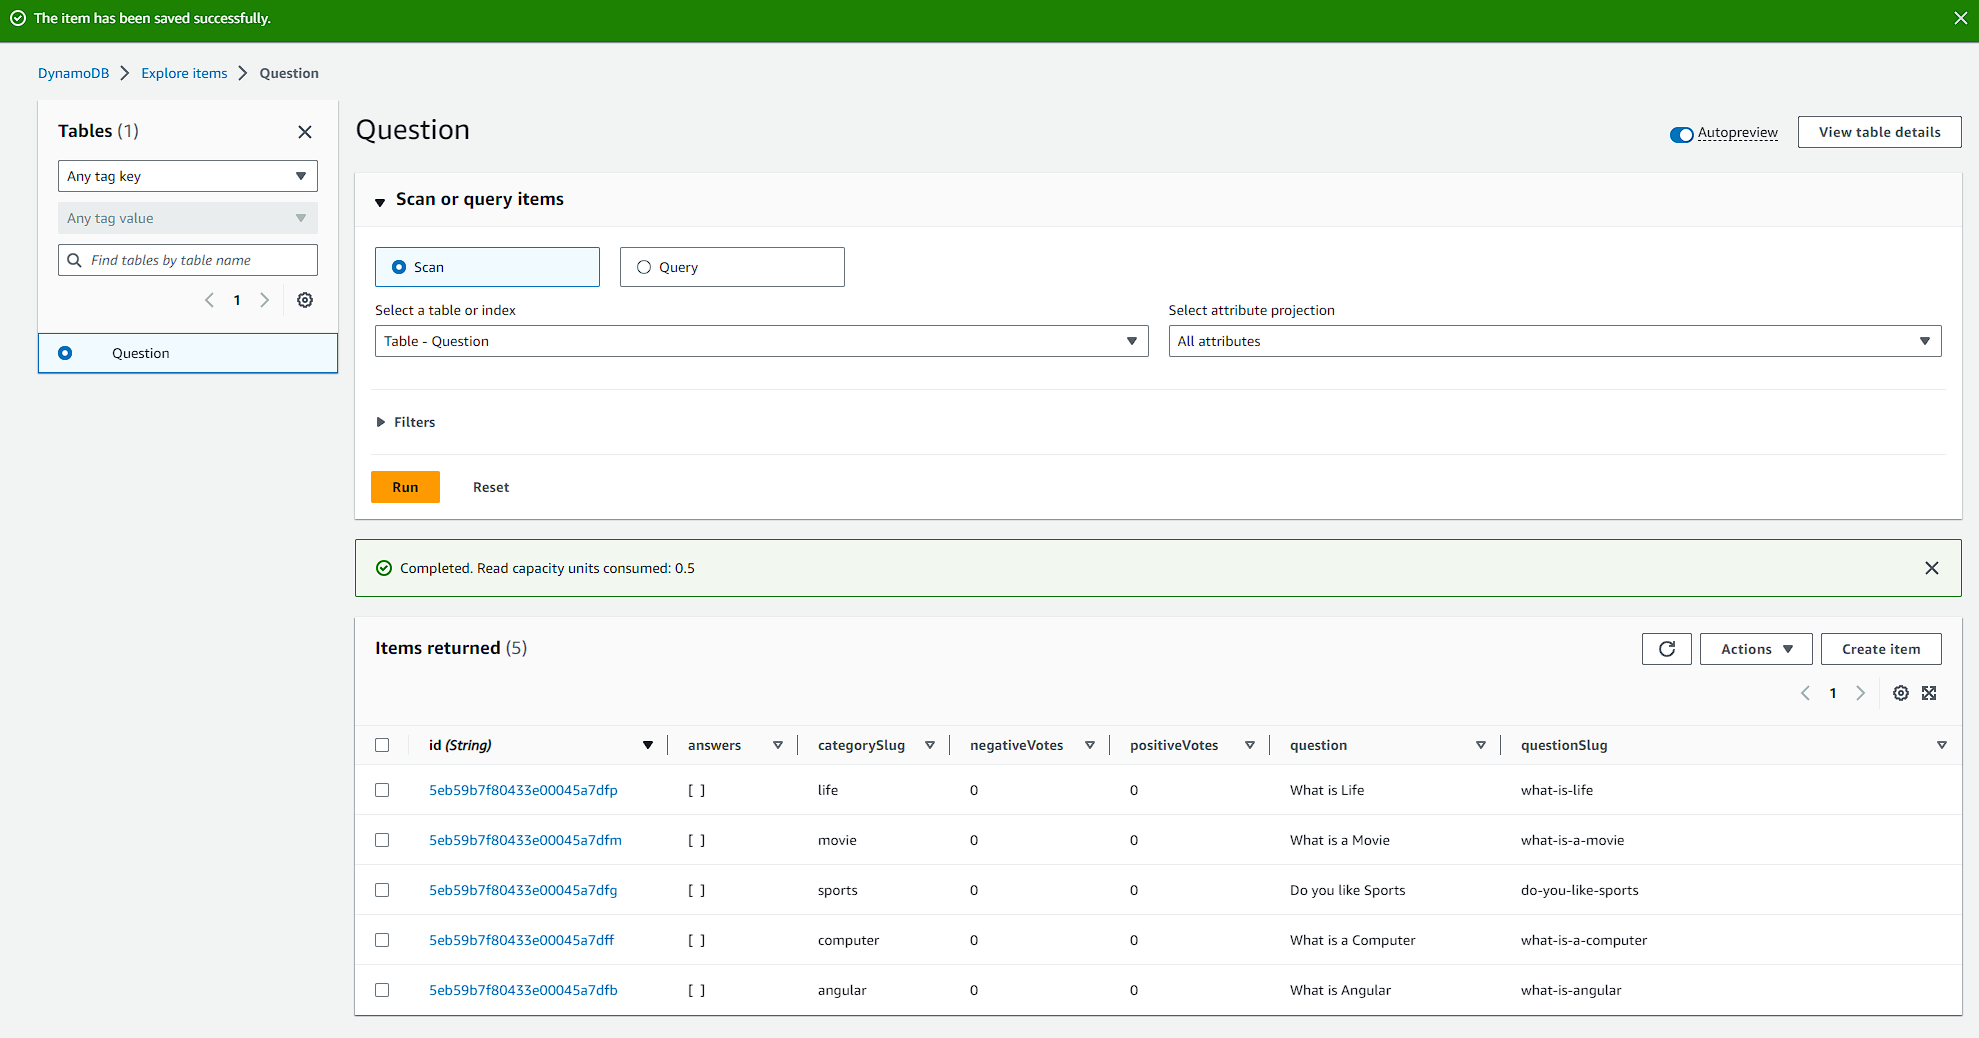 The item has been saved successfully.
DynamoDB Explore items Question
Tables (1)
Any tag key
Any tag value
Find tables by table name
1
Question
Question
Autopreview View table details
Scan or query items
Scan Query
Select a table or index Select attribute projection
Table - Question All attributes
Filters
Run Reset
Completed. Read capacity units consumed: 0.5
Items returned (5)
Actions Create item
1
id (String) answers categorySlug negativeVotes positiveVotes question questionSlug
5eb59b7f80433e00045a7dfp [ ] life 0 0 What is Life what-is-life
5eb59b7f80433e00045a7dfm [ ] movie 0 0 What is a Movie what-is-a-movie
5eb59b7f80433e00045a7dfg [ ] sports 0 0 Do you like Sports do-you-like-sports
5eb59b7f80433e00045a7dff [ ] computer 0 0 What is a Computer what-is-a-computer
5eb59b7f80433e00045a7dfb [ ] angular 0 0 What is Angular what-is-angular